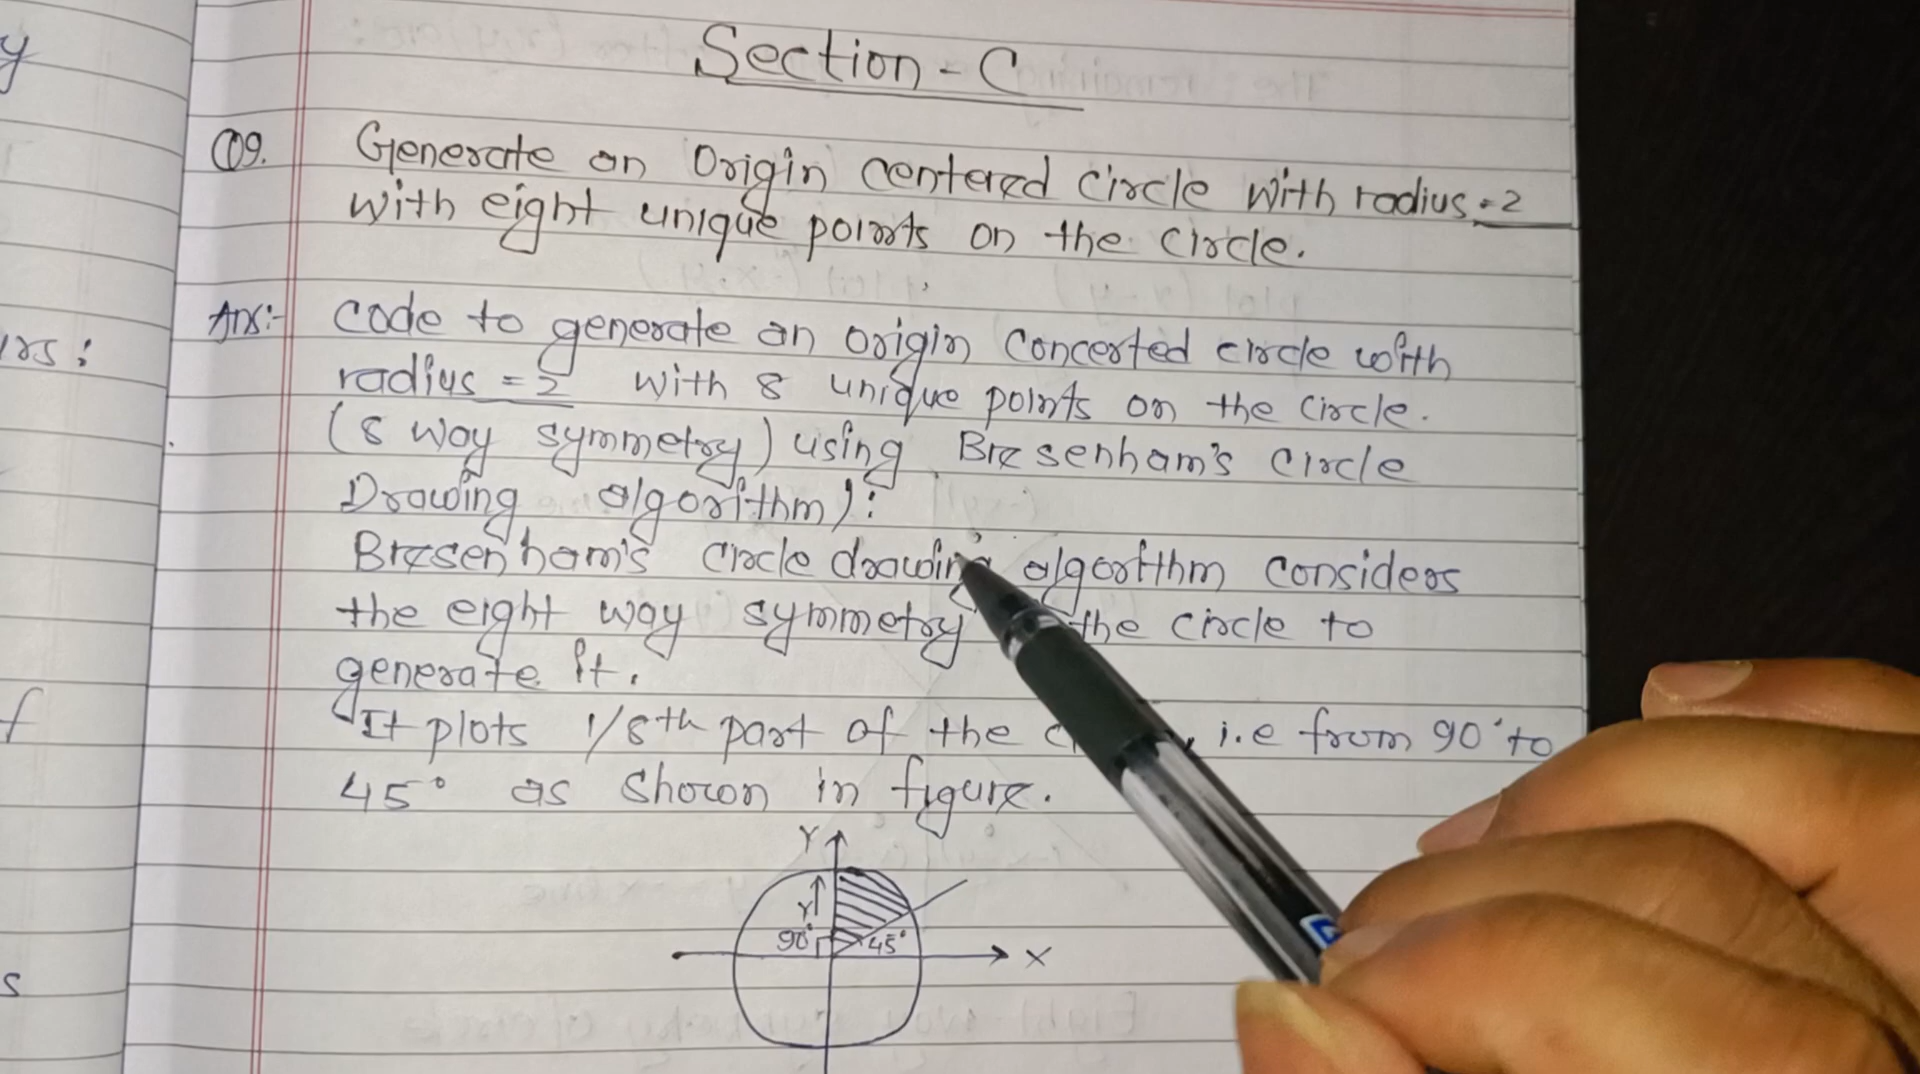 Section - C
Q9. Generate an Origin centered circle with radius = 2
with eight unique points on the circle.
Ans:- Code to generate an origin Concerted circle with
radius = 2 with 8 unique points on the circle.
(8 way symmetry) using Bresenham's Circle
Drawing algorithm):
Bresenham's circle drawing algorithm considers
the eight way symmetry the circle to
generate it.
It plots 1/8th part of the i.e from 90° to
45° as shown in figure.
Y
r
90° 45°
X
y
irs:
f
s